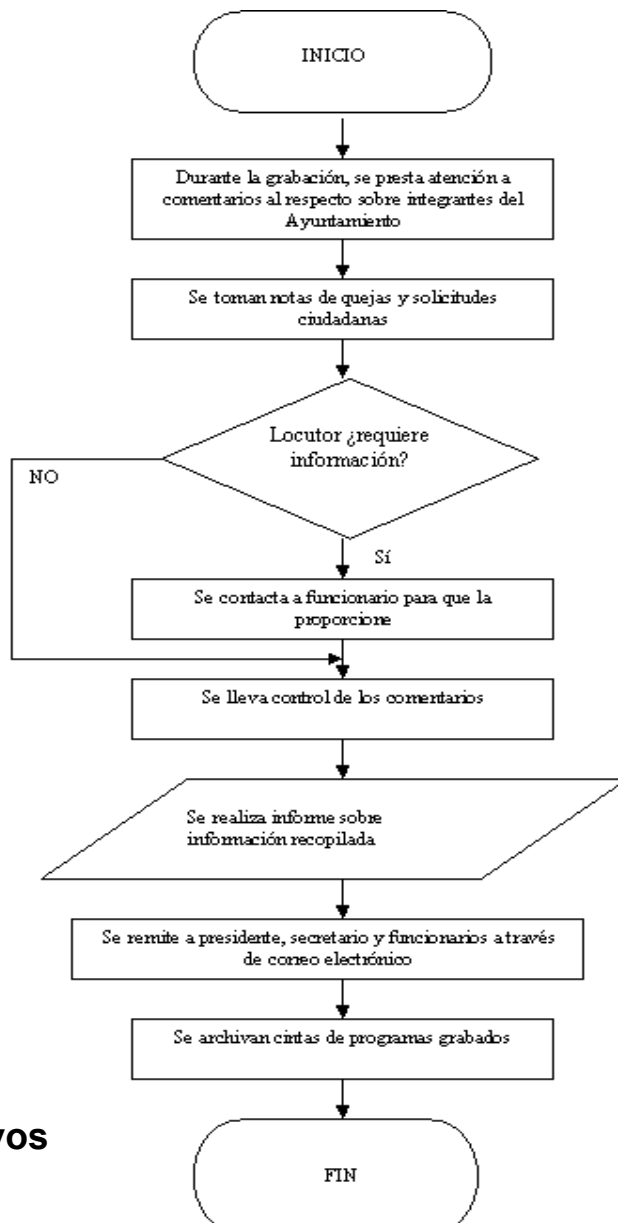 INICIO
Durante la grabación, se presta atención a
comentarios al respecto sobre integrantes del
Ayuntamiento
Se toman notas de quejas y solicitudes
ciudadanas
Locutor ¿requiere
información?
NO
Sí
Se contacta a funcionario para que la
proporcione
Se lleva control de los comentarios
Se realiza informe sobre
información recopilada
Se remite a presidente, secretario y funcionarios a través
de correo electrónico
Se archivan cintas de programas grabados
vos
FIN